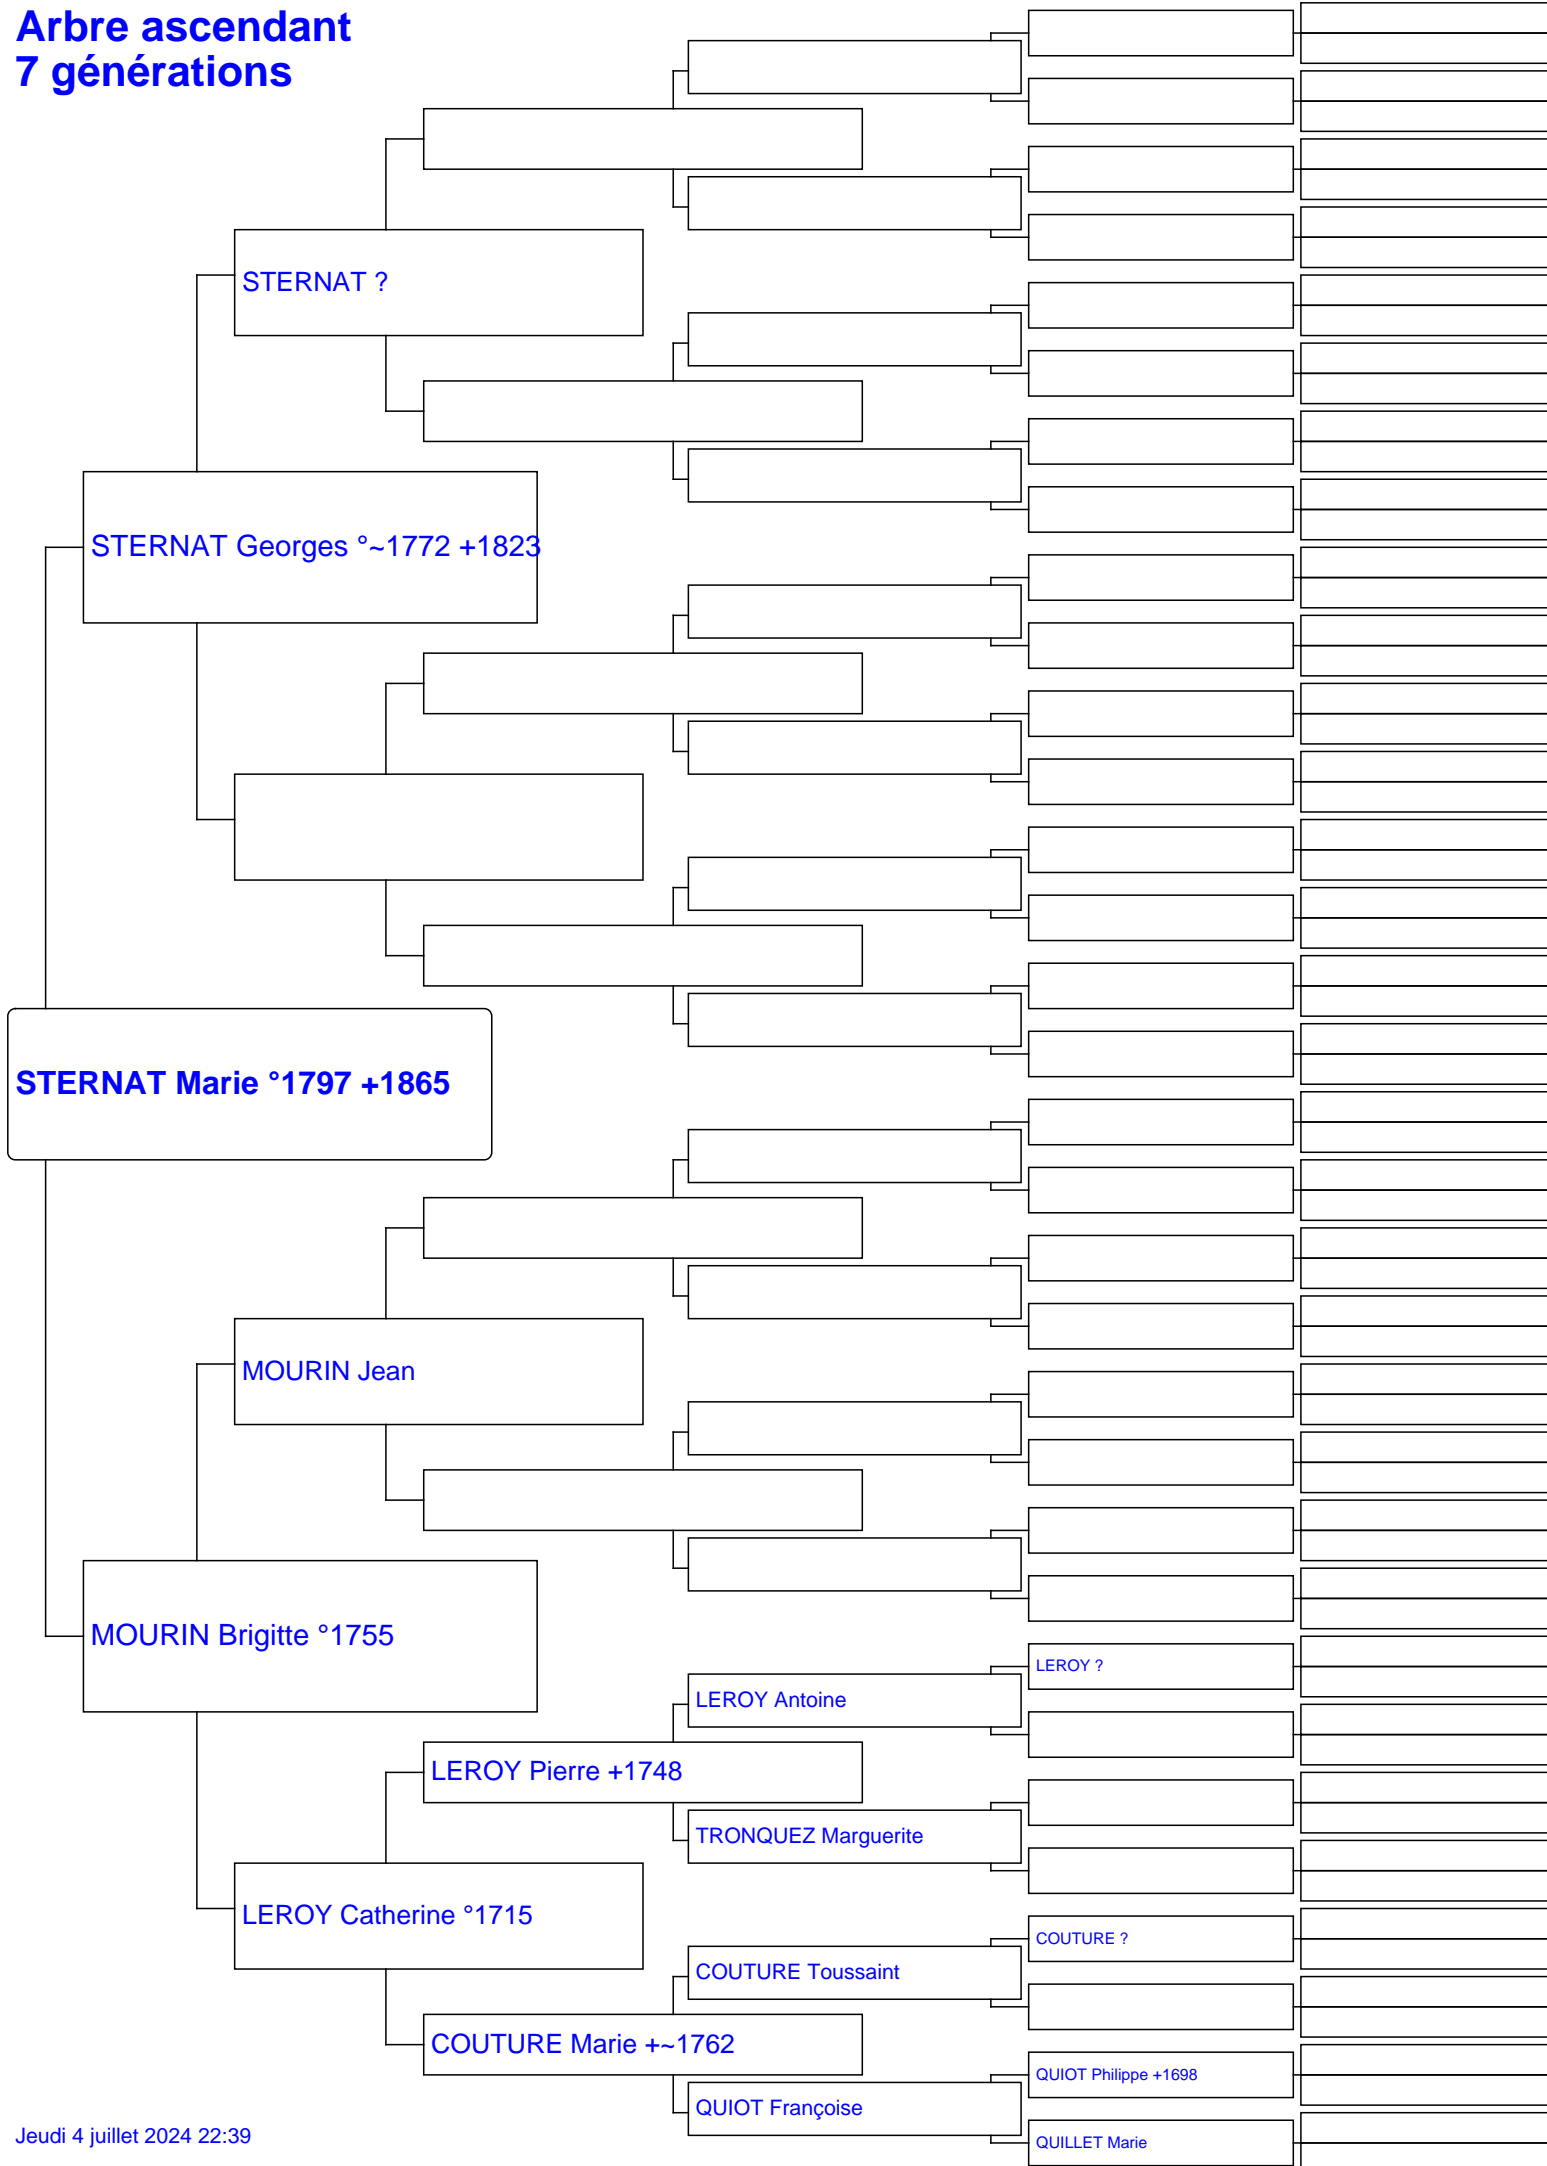 Arbre ascendant
7 générations
STERNAT ?
STERNAT Georges °~1772 +1823
STERNAT Marie °1797 +1865
MOURIN Jean
MOURIN Brigitte °1755
LEROY ?
LEROY Antoine
LEROY Pierre +1748
TRONQUEZ Marguerite
LEROY Catherine °1715
COUTURE ?
COUTURE Toussaint
COUTURE Marie +~1762
QUIOT Philippe +1698
QUIOT Françoise
QUILLET Marie
Jeudi 4 juillet 2024 22:39